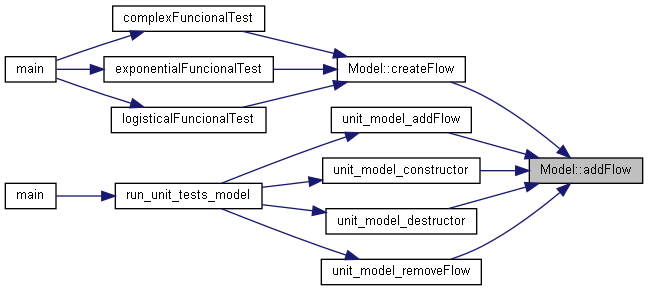 complexFuncionalTest
main
exponentialFuncionalTest
Model::createFlow
logisticalFuncionalTest
unit_model_addFlow
unit_model_constructor
Model::addFlow
main
run_unit_tests_model
unit_model_destructor
unit_model_removeFlow